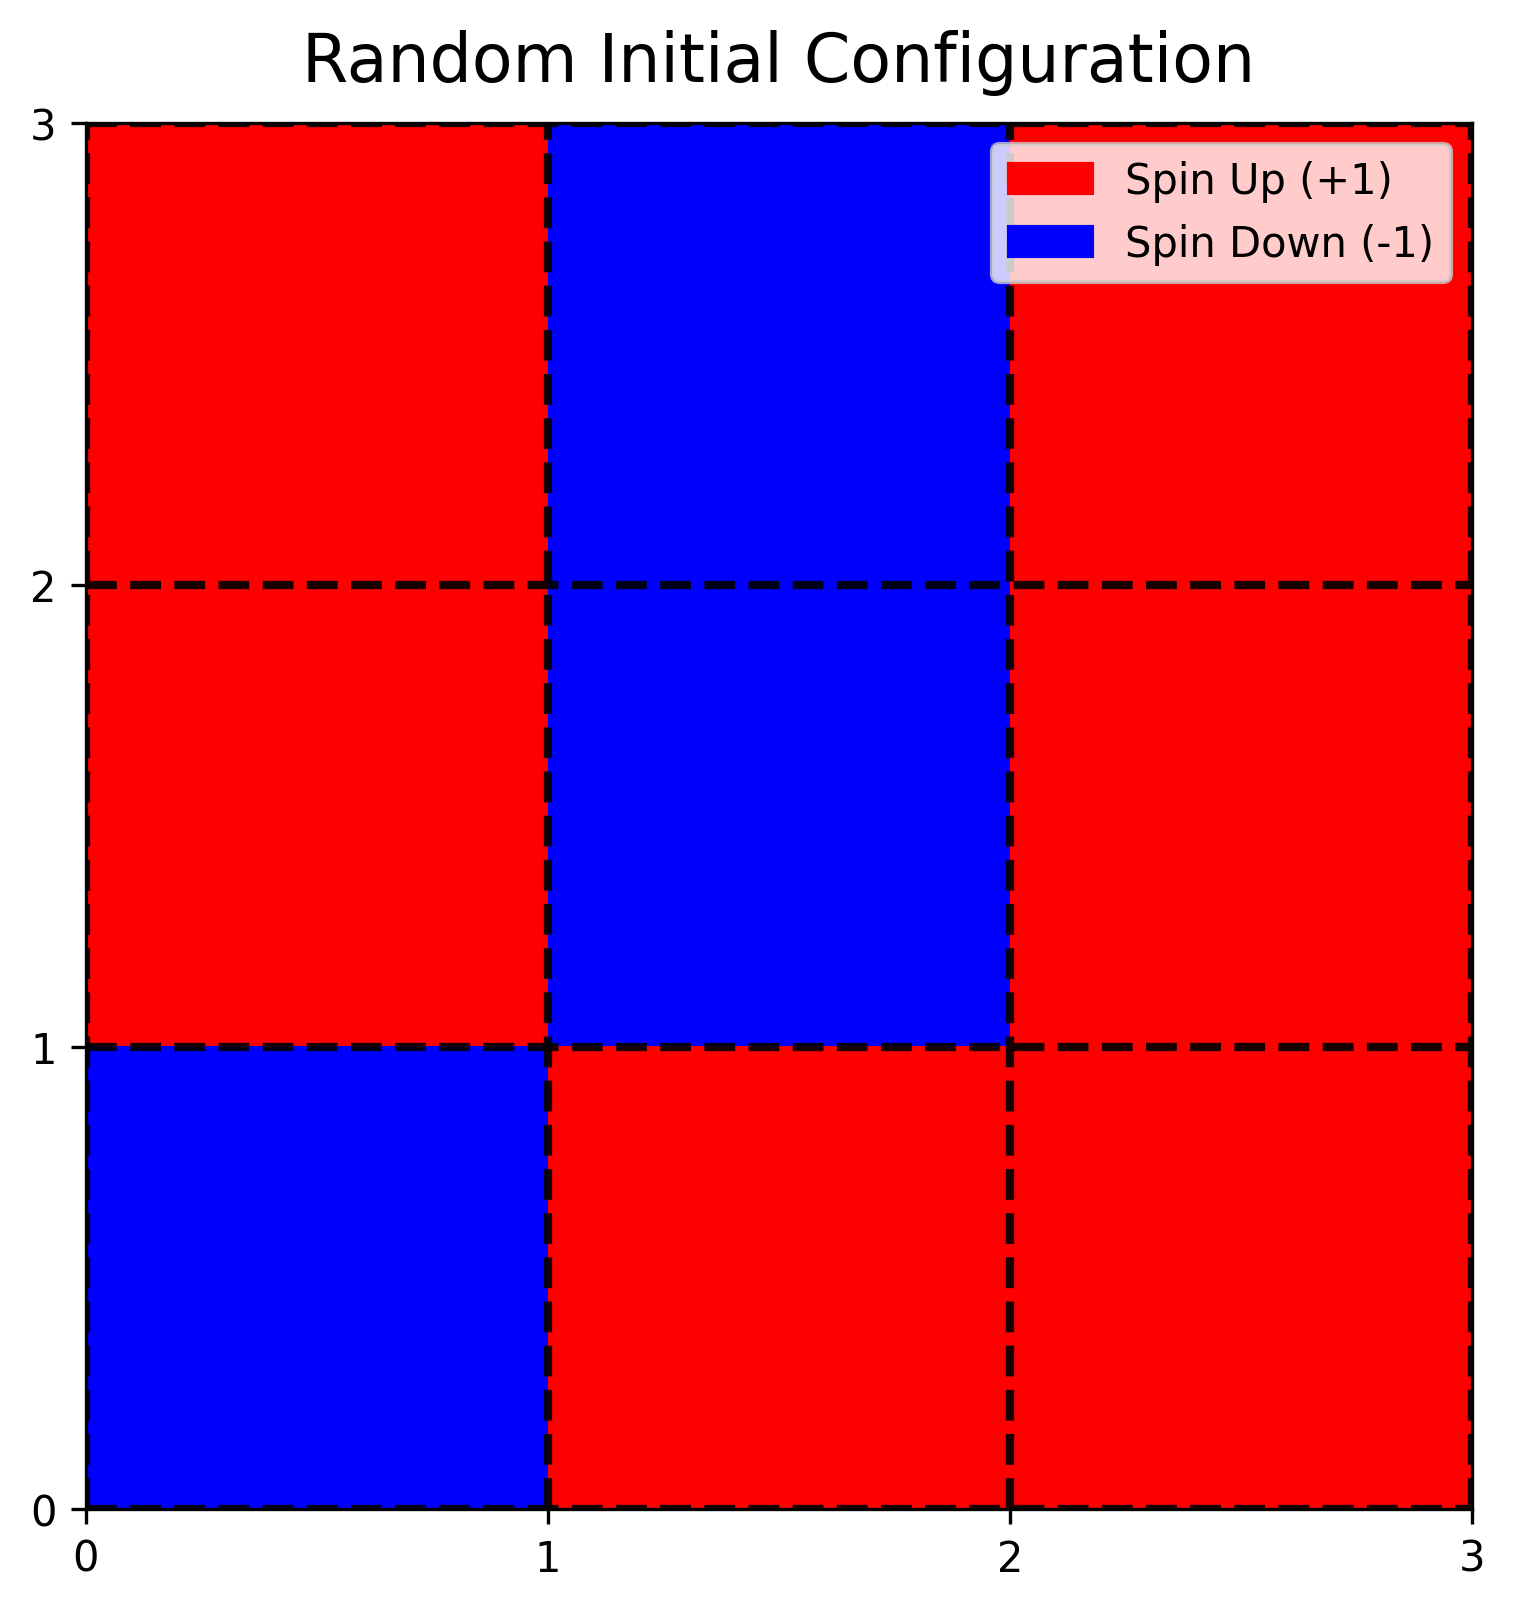 Random Initial Configuration
3
Spin Up (+1)
Spin Down (-1)
2
1
0
0 1 2 3